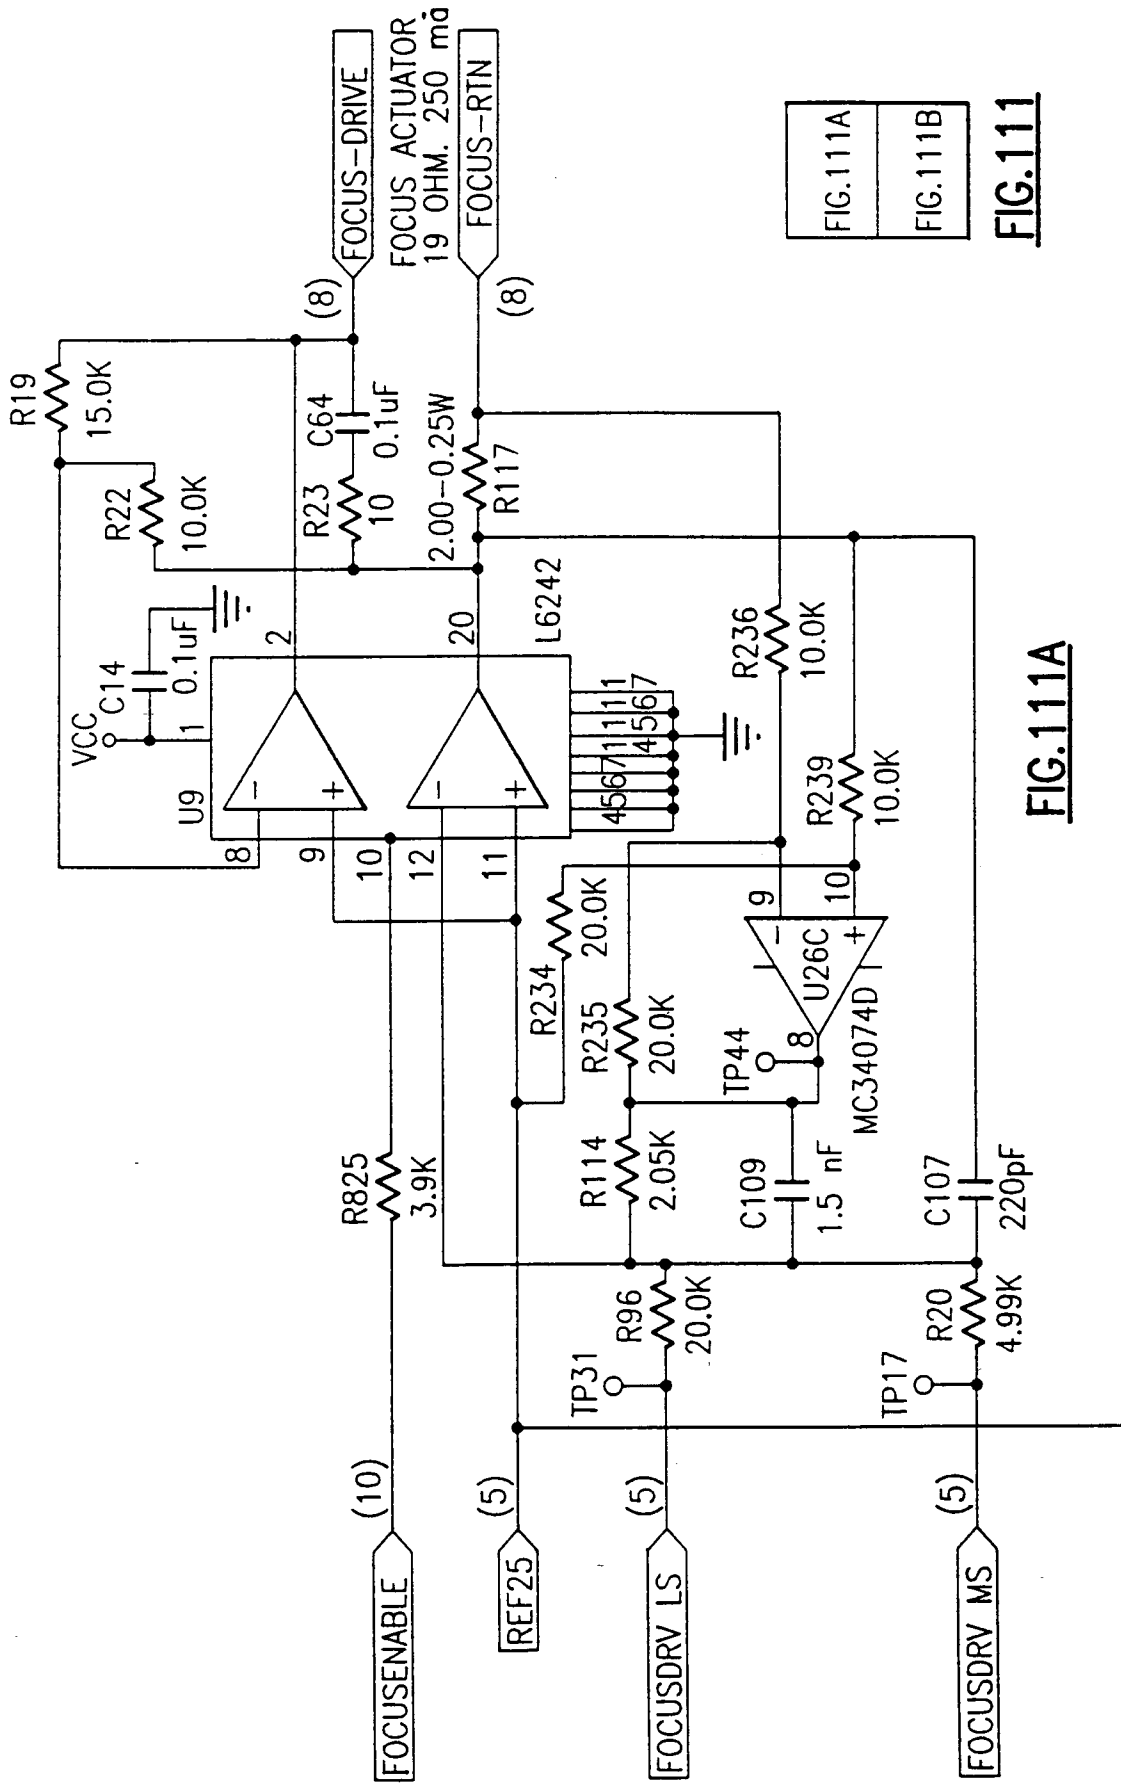 R19
15.0K
R22
10.0K
C64
0.1uF
R23
10
(8)
FOCUS-DRIVE
FOCUS ACTUATOR
19 OHM. 250 ma
FOCUS-RTN
(8)
2.00-0.25W
R117
VCC
C14
0.1uF
1
U9
2
20
L6242
-
+
-
+
8
9
10
12
11
4
5
6
7
14
15
16
17
R236
10.0K
R239
10.0K
R234
20.0K
R235
20.0K
9
10
-
+
U26C
8
TP44
MC34074D
R825
3.9K
R114
2.05K
C109
1.5 nF
C107
220pF
R96
20.0K
R20
4.99K
TP31
TP17
(10)
FOCUSENABLE
(5)
REF25
(5)
FOCUSDRV LS
(5)
FOCUSDRV MS
FIG.111A
FIG.111A
FIG.111B
FIG.111